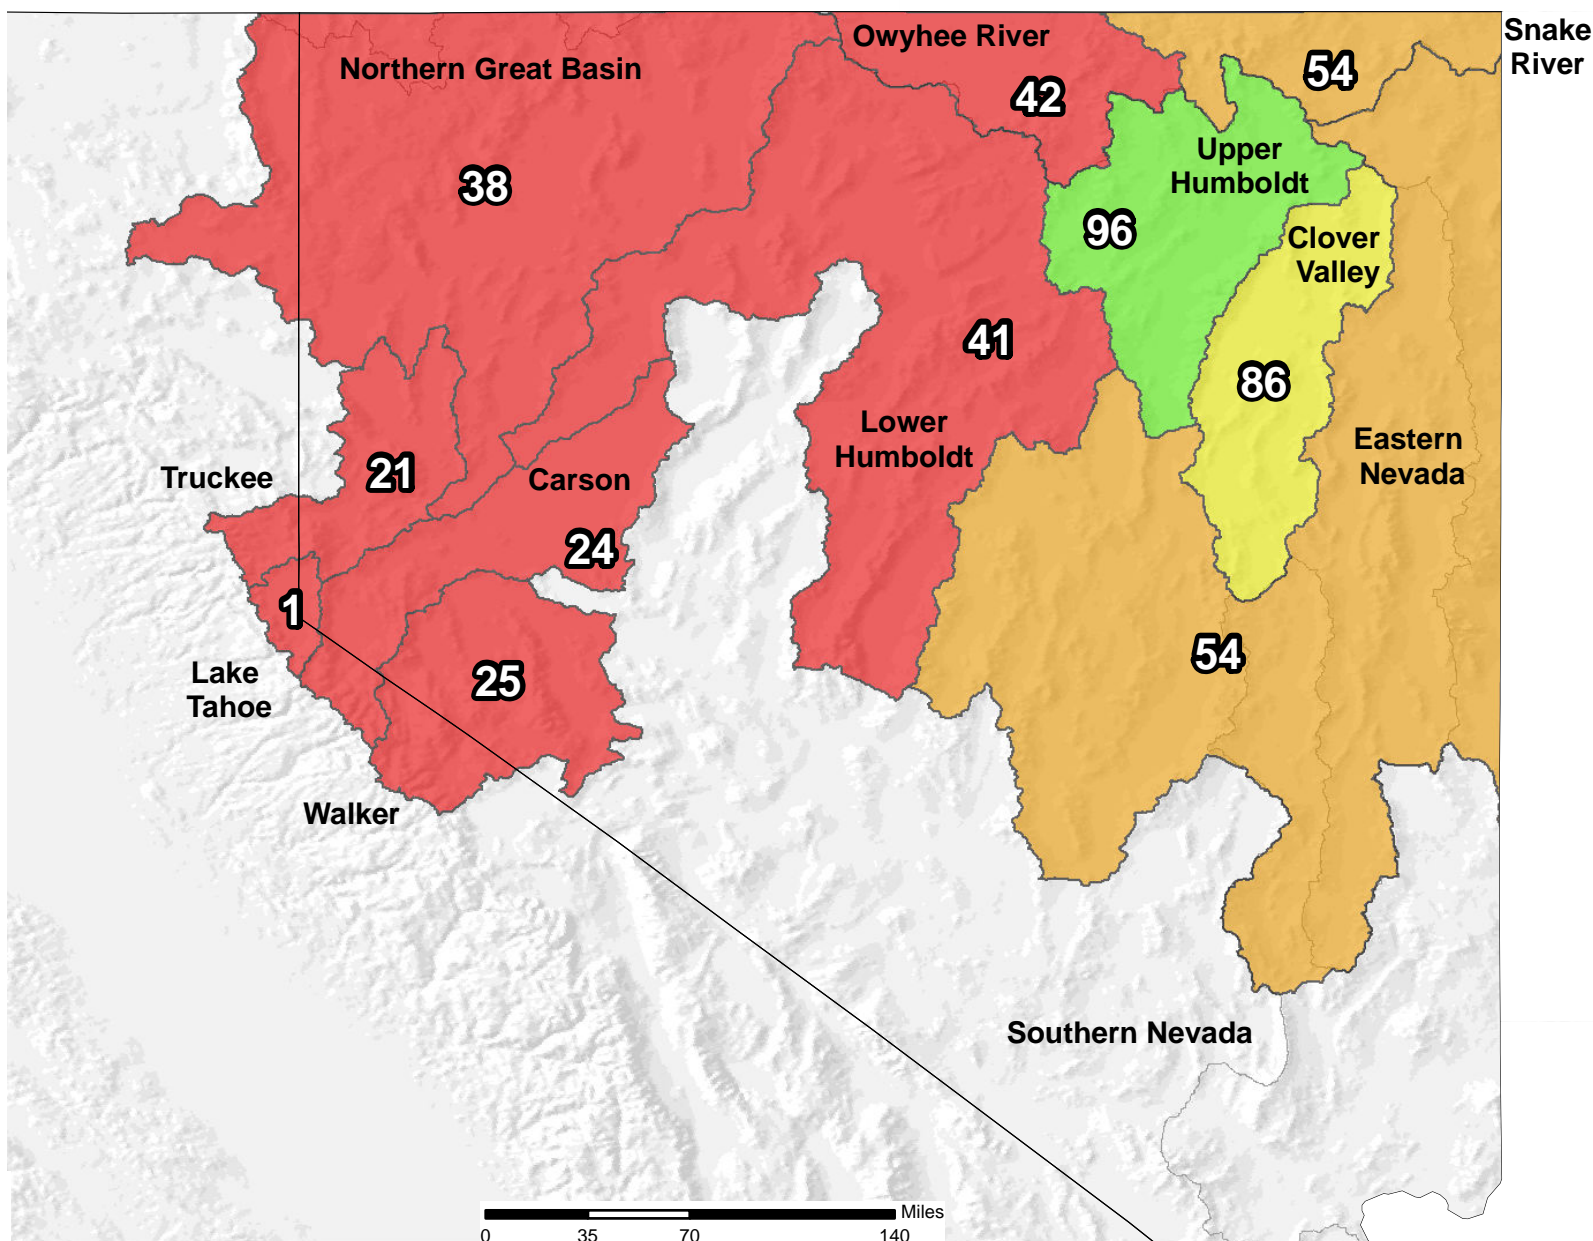 Snake
River
Owyhee River
Northern Great Basin
54
42
Upper
Humboldt
38
96
Clover
Valley
41
86
Lower
Humboldt
Eastern
Nevada
Truckee
21
Carson
24
1
54
Lake
Tahoe
25
Walker
Southern Nevada
Miles
0 35 70 140